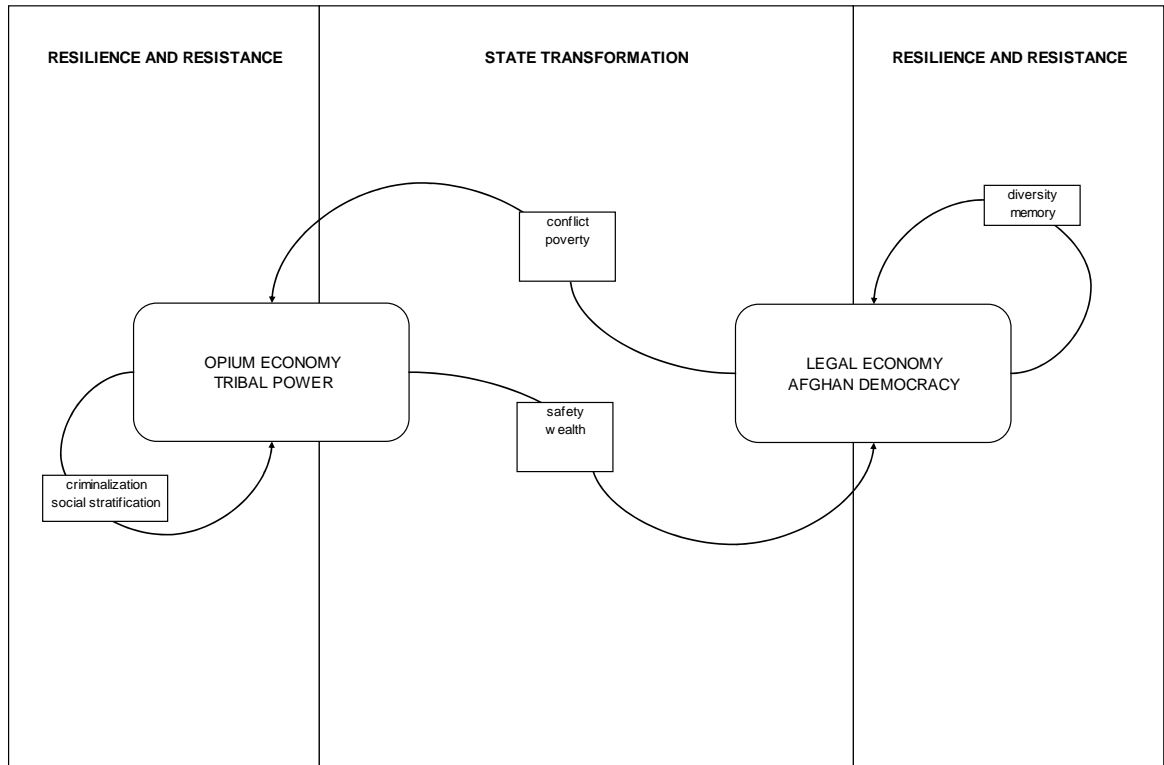 RESILIENCE AND RESISTANCE
STATE TRANSFORMATION
RESILIENCE AND RESISTANCE
diversity
memory
conflict
poverty
OPIUM ECONOMY
TRIBAL POWER
LEGAL ECONOMY
AFGHAN DEMOCRACY
safety
wealth
criminalization
social stratification